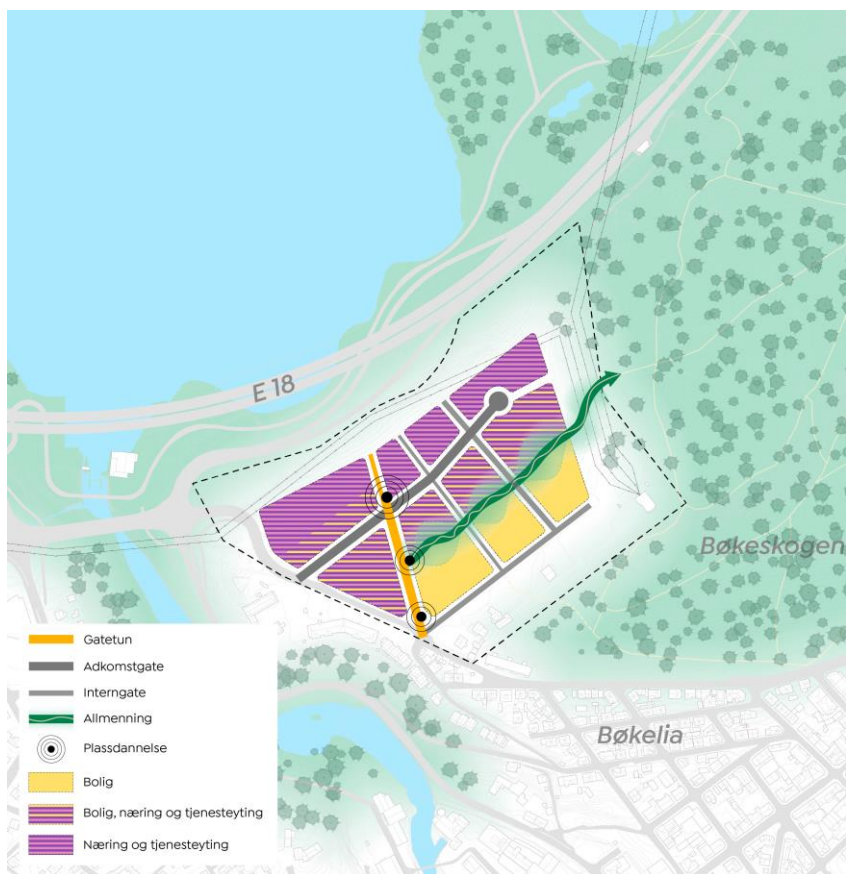 E 18
Bøkeskogen
Bøkelia
Gatetun
Adkomstgate
Interngate
Allmenning
Plassdannelse
Bolig
Bolig, næring og tjenesteyting
Næring og tjenesteyting